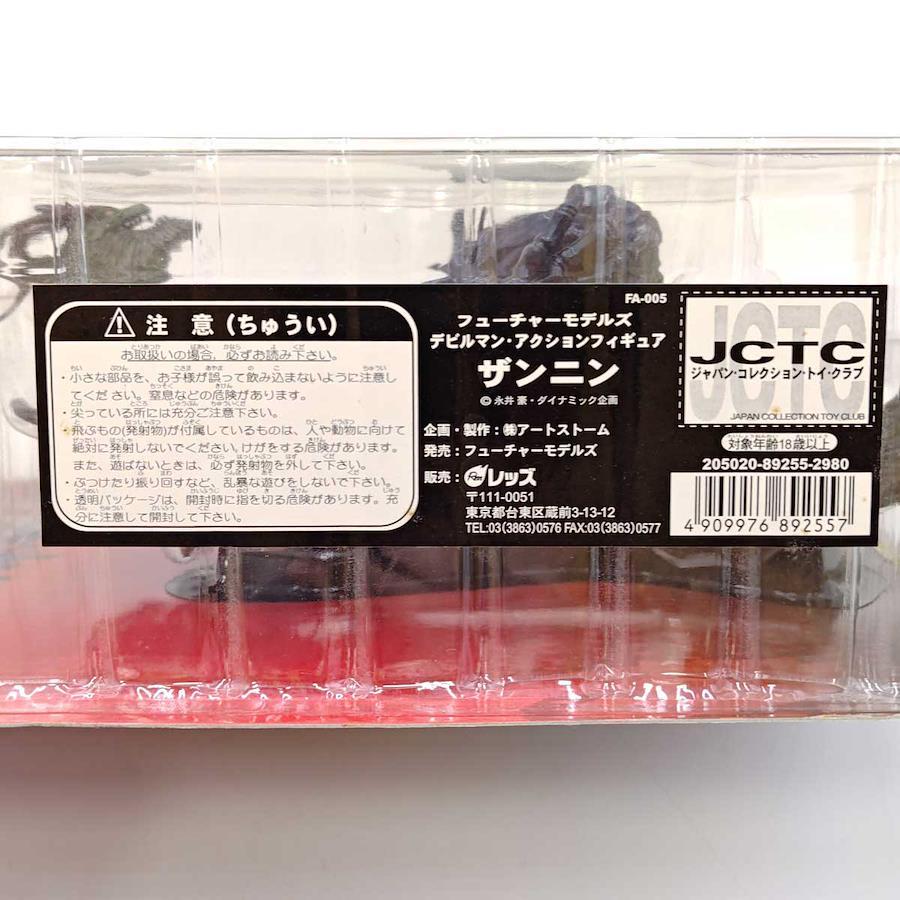 注 意 (ちゅうい)
お取扱いの場合、必ずお読み下さい。
・小さな部品を、お子様が誤って飲み込まないように注意し
てください。窒息などの危険があります。
・尖っている所には充分ご注意下さい。
・飛ぶもの(発射物)が付属しているものは、人や動物に向けて
絶対に発射しないでください。けがをする危険があります。
また、遊ばないときは、必ず発射物を外して下さい。
・ぶつけたり振り回すなど、乱暴な遊びをしないで下さい。
・透明パッケージは、開封時に指を切る危険があります。充
分に注意して開封して下さい。
FA-005
フューチャーモデルズ
デビルマン・アクションフィギュア
ザンニン
© 永井 豪・ダイナミック企画
企画・製作:㈱アートストーム
発売:フューチャーモデルズ
販売:レッズ
〒111-0051
東京都台東区蔵前3-13-12
TEL:03(3863)0576 FAX:03(3863)0577
JCTC
JCTC
ジャパン・コレクション・トイ・クラブ
JAPAN COLLECTION TOY CLUB
対象年齢18歳以上
205020-89255-2980
4 909976 892557